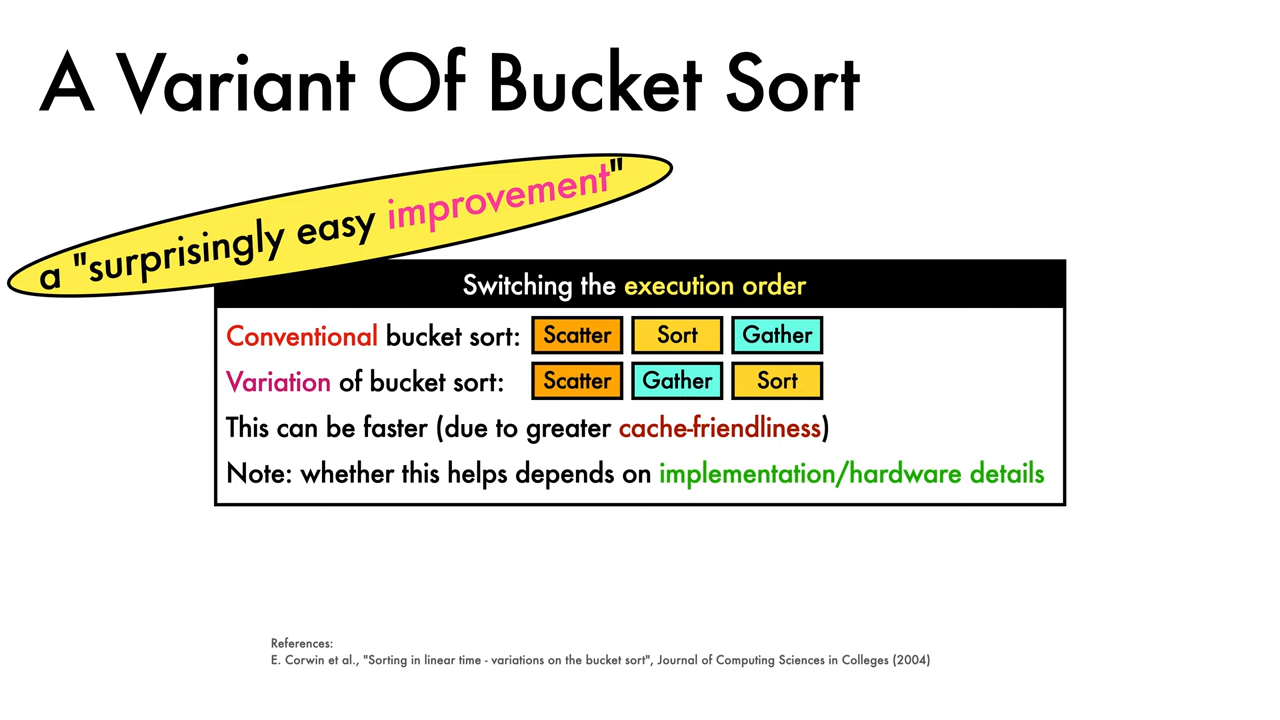 A Variant Of Bucket Sort
a "surprisingly easy improvement"
Switching the execution order
Conventional bucket sort: Scatter Sort Gather
Variation of bucket sort: Scatter Gather Sort
This can be faster (due to greater cache-friendliness)
Note: whether this helps depends on implementation/hardware details
References:
E. Corwin et al., "Sorting in linear time - variations on the bucket sort", Journal of Computing Sciences in Colleges (2004)